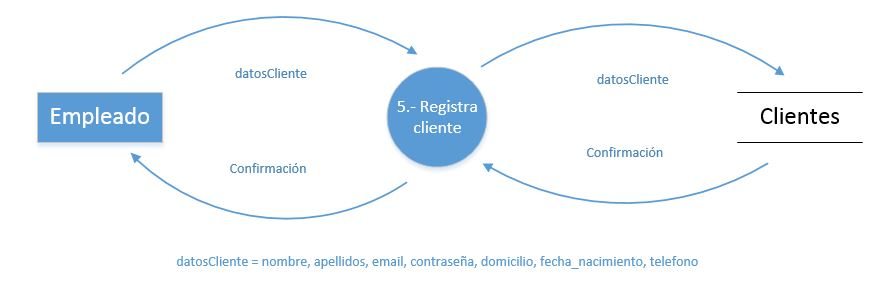 datosCliente
datosCliente
Empleado
5.- Registra
cliente
Clientes
Confirmación
Confirmación
datosCliente = nombre, apellidos, email, contraseña, domicilio, fecha_nacimiento, telefono